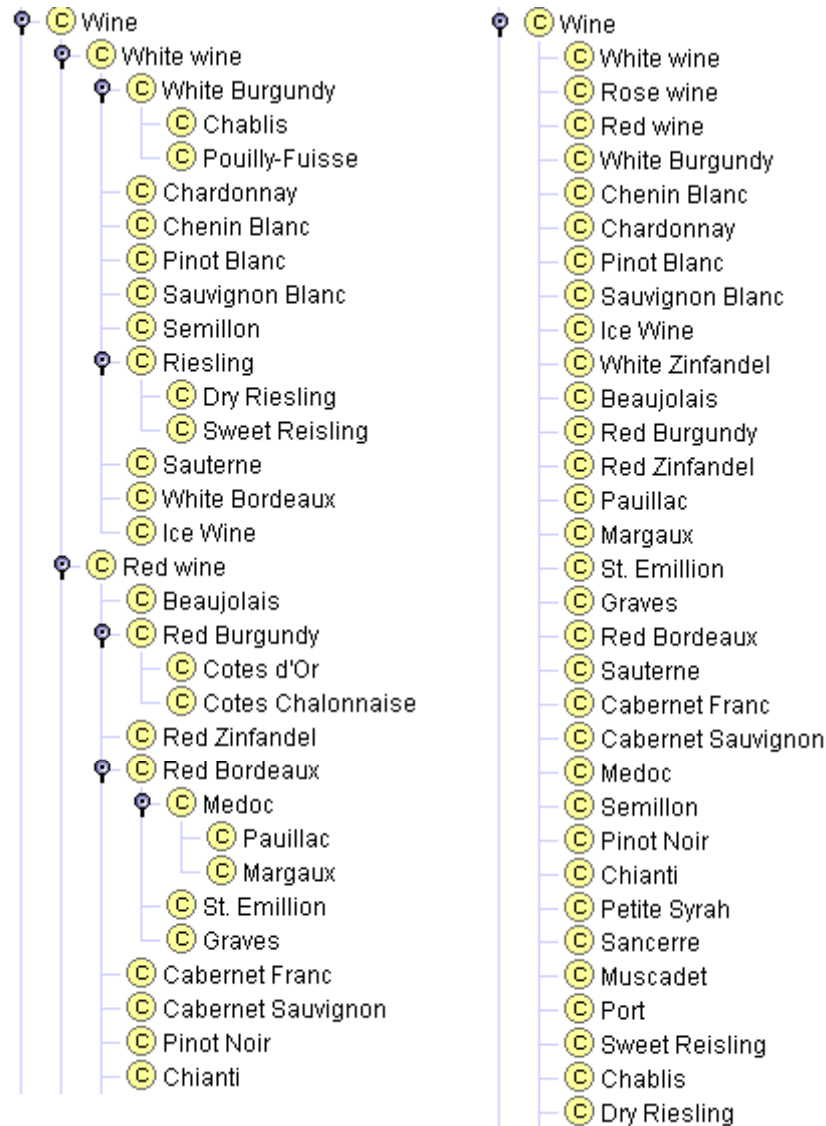 Wine
White wine
White Burgundy
Chablis
Pouilly-Fuisse
Chardonnay
Chenin Blanc
Pinot Blanc
Sauvignon Blanc
Semillon
Riesling
Dry Riesling
Sweet Reisling
Sauterne
White Bordeaux
Ice Wine
Red wine
Beaujolais
Red Burgundy
Cotes d'Or
Cotes Chalonnaise
Red Zinfandel
Red Bordeaux
Medoc
Pauillac
Margaux
St. Emillion
Graves
Cabernet Franc
Cabernet Sauvignon
Pinot Noir
Chianti
Wine
White wine
Rose wine
Red wine
White Burgundy
Chenin Blanc
Chardonnay
Pinot Blanc
Sauvignon Blanc
Ice Wine
White Zinfandel
Beaujolais
Red Burgundy
Red Zinfandel
Pauillac
Margaux
St. Emillion
Graves
Red Bordeaux
Sauterne
Cabernet Franc
Cabernet Sauvignon
Medoc
Semillon
Pinot Noir
Chianti
Petite Syrah
Sancerre
Muscadet
Port
Sweet Reisling
Chablis
Dry Riesling